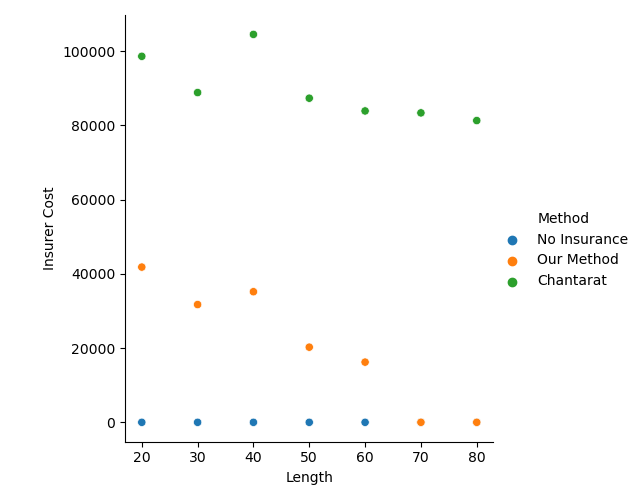 100000
80000
60000
40000
20000
0
Insurer Cost
20 30 40 50 60 70 80
Length
Method
No Insurance
Our Method
Chantarat